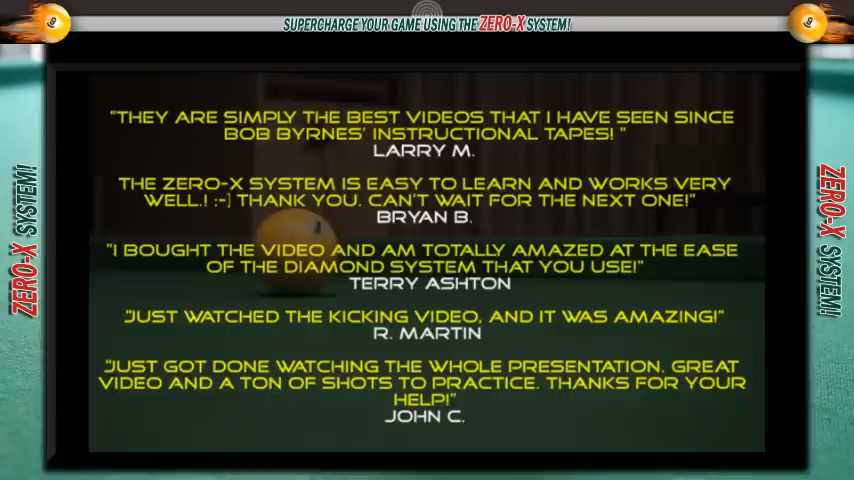 SUPERCHARGE YOUR GAME USING THE ZERO-X SYSTEM!
"THEY ARE SIMPLY THE BEST VIDEOS THAT I HAVE SEEN SINCE
BOB BYRNES' INSTRUCTIONAL TAPES! "
LARRY M.
THE ZERO-X SYSTEM IS EASY TO LEARN AND WORKS VERY
WELL.! :-] THANK YOU. CAN'T WAIT FOR THE NEXT ONE!"
BRYAN B.
"I BOUGHT THE VIDEO AND AM TOTALLY AMAZED AT THE EASE
OF THE DIAMOND SYSTEM THAT YOU USE!"
TERRY ASHTON
"JUST WATCHED THE KICKING VIDEO, AND IT WAS AMAZING!"
R. MARTIN
"JUST GOT DONE WATCHING THE WHOLE PRESENTATION. GREAT
VIDEO AND A TON OF SHOTS TO PRACTICE. THANKS FOR YOUR
HELP!"
JOHN C.
ZERO-X SYSTEM!
ZERO-X SYSTEM!
9
9